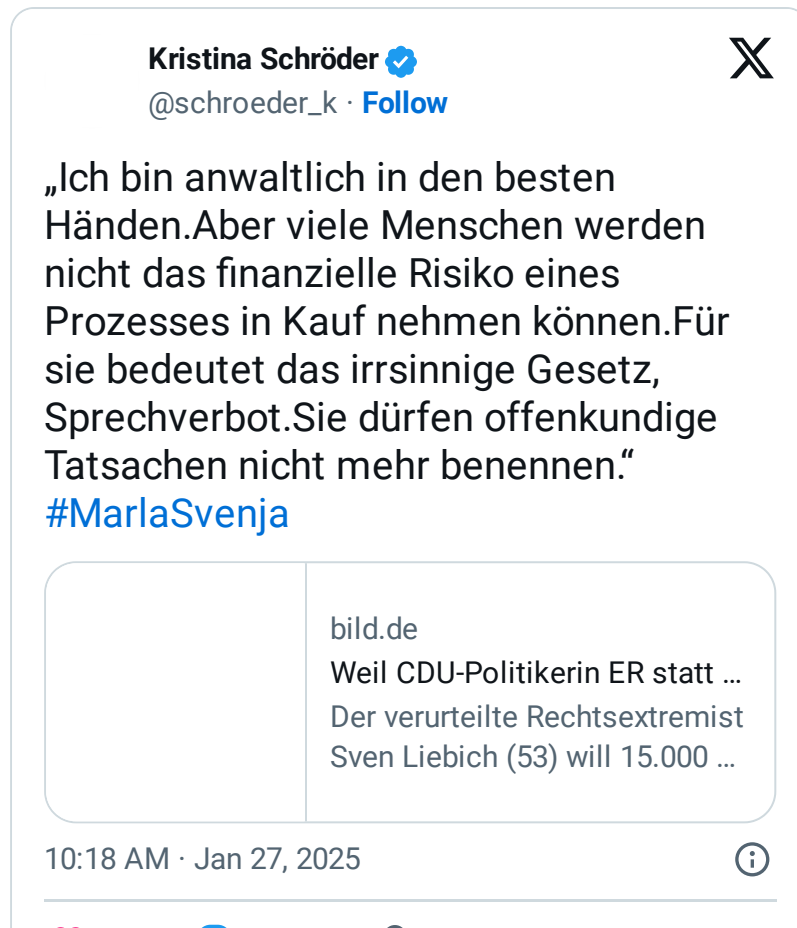 Kristina Schröder
@schroeder_k · Follow
„Ich bin anwaltlich in den besten
Händen.Aber viele Menschen werden
nicht das finanzielle Risiko eines
Prozesses in Kauf nehmen können.Für
sie bedeutet das irrsinnige Gesetz,
Sprechverbot.Sie dürfen offenkundige
Tatsachen nicht mehr benennen.“
#MarlaSvenja
bild.de
Weil CDU-Politikerin ER statt ...
Der verurteilte Rechtsextremist
Sven Liebich (53) will 15.000 ...
10:18 AM · Jan 27, 2025